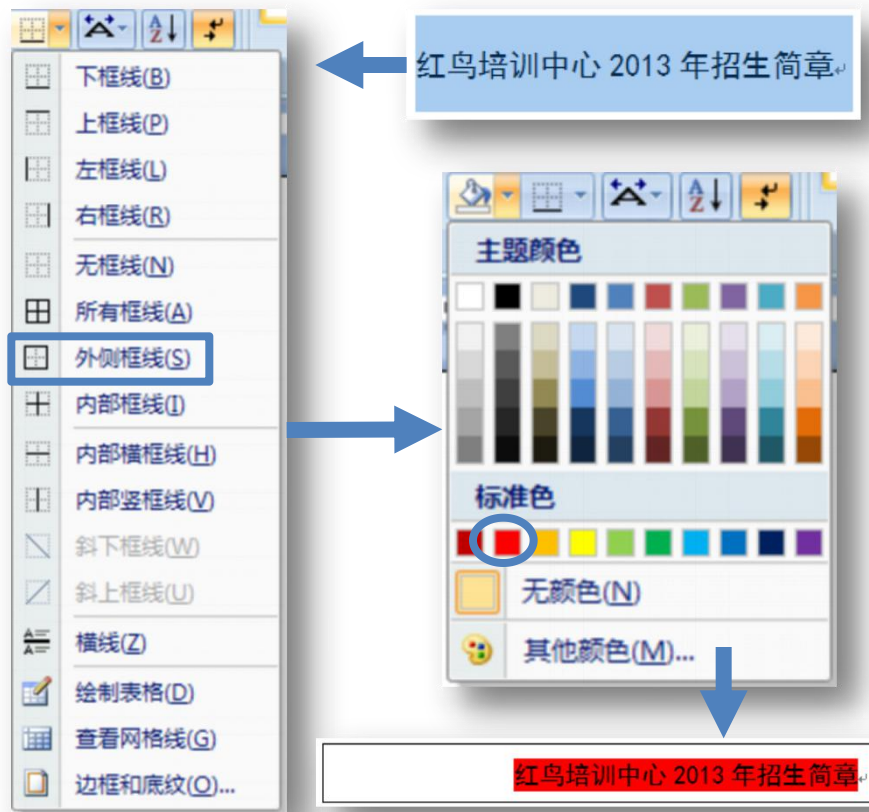 下框线(B)
上框线(P)
左框线(L)
右框线(R)
无框线(N)
所有框线(A)
外侧框线(S)
内部框线(I)
内部横框线(H)
内部竖框线(V)
斜下框线(W)
斜上框线(U)
横线(Z)
绘制表格(D)
查看网格线(G)
边框和底纹(O)...
红鸟培训中心 2013 年招生简章
主题颜色
标准色
无颜色(N)
其他颜色(M)...
红鸟培训中心 2013 年招生简章